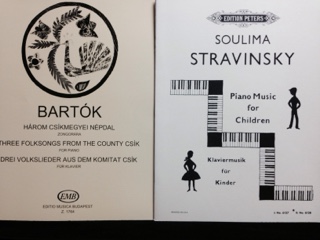 BARTÓK
HÁROM CSÍKMEGYEI NÉPDAL
ZONGORÁRA
THREE FOLKSONGS FROM THE COUNTY CSÍK
FOR PIANO
DREI VOLKSLIEDER AUS DEM KOMITAT CSÍK
FÜR KLAVIER
EMB
EDITIO MUSICA BUDAPEST
Z. 1784
EDITION PETERS
SOULIMA
STRAVINSKY
Piano Music
for
Children
Klaviermusik
für
Kinder